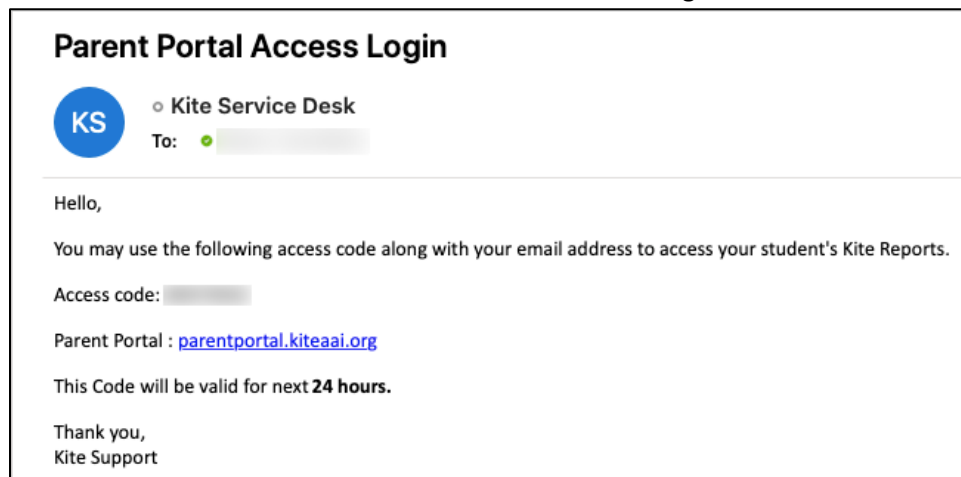 Parent Portal Access Login
KS
Kite Service Desk
To:
Hello,
You may use the following access code along with your email address to access your student's Kite Reports.
Access code:
Parent Portal : parentportal.kiteaai.org
This Code will be valid for next 24 hours.
Thank you,
Kite Support